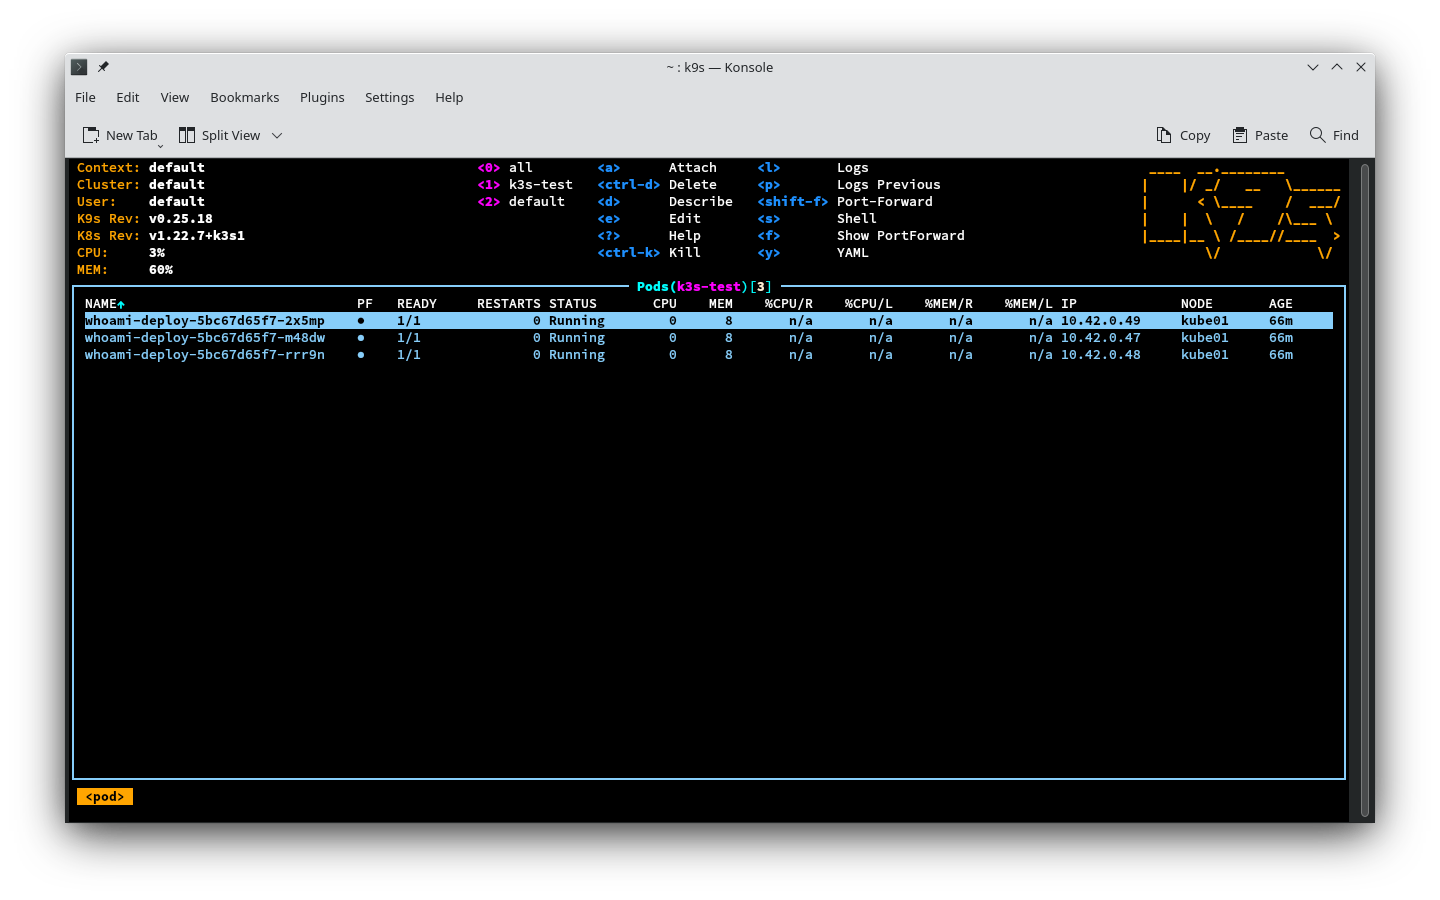 ~ : k9s — Konsole
File Edit View Bookmarks Plugins Settings Help
New Tab Split View Copy Paste Find
Context: default <0> all <a> Attach <l> Logs
Cluster: default <1> k3s-test <ctrl-d> Delete <p> Logs Previous
User: default <2> default <d> Describe <shift-f> Port-Forward
K9s Rev: v0.25.18 <e> Edit <s> Shell
K8s Rev: v1.22.7+k3s1 <?> Help <f> Show PortForward
CPU: 3% <ctrl-k> Kill <y> YAML
MEM: 60%
Pods(k3s-test)[3]
NAME↑ PF READY RESTARTS STATUS CPU MEM %CPU/R %CPU/L %MEM/R %MEM/L IP NODE AGE
whoami-deploy-5bc67d65f7-2x5mp ● 1/1 0 Running 0 8 n/a n/a n/a n/a 10.42.0.49 kube01 66m
whoami-deploy-5bc67d65f7-m48dw ● 1/1 0 Running 0 8 n/a n/a n/a n/a 10.42.0.47 kube01 66m
whoami-deploy-5bc67d65f7-rrr9n ● 1/1 0 Running 0 8 n/a n/a n/a n/a 10.42.0.48 kube01 66m
<pod>